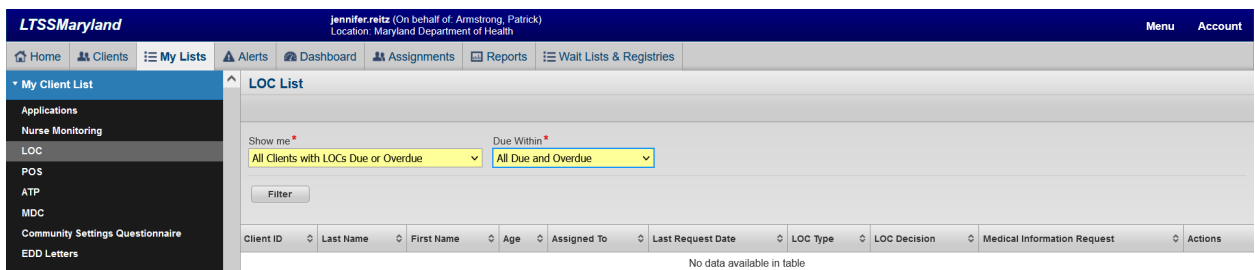 LTSSMaryland
jennifer.reitz (On behalf of: Armstrong, Patrick)
Location: Maryland Department of Health
Menu Account
Home Clients My Lists Alerts Dashboard Assignments Reports Wait Lists & Registries
My Client List
Applications
Nurse Monitoring
LOC
POS
ATP
MDC
Community Settings Questionnaire
EDD Letters
LOC List
Show me* Due Within*
All Clients with LOCs Due or Overdue All Due and Overdue
Filter
Client ID Last Name First Name Age Assigned To Last Request Date LOC Type LOC Decision Medical Information Request Actions
No data available in table